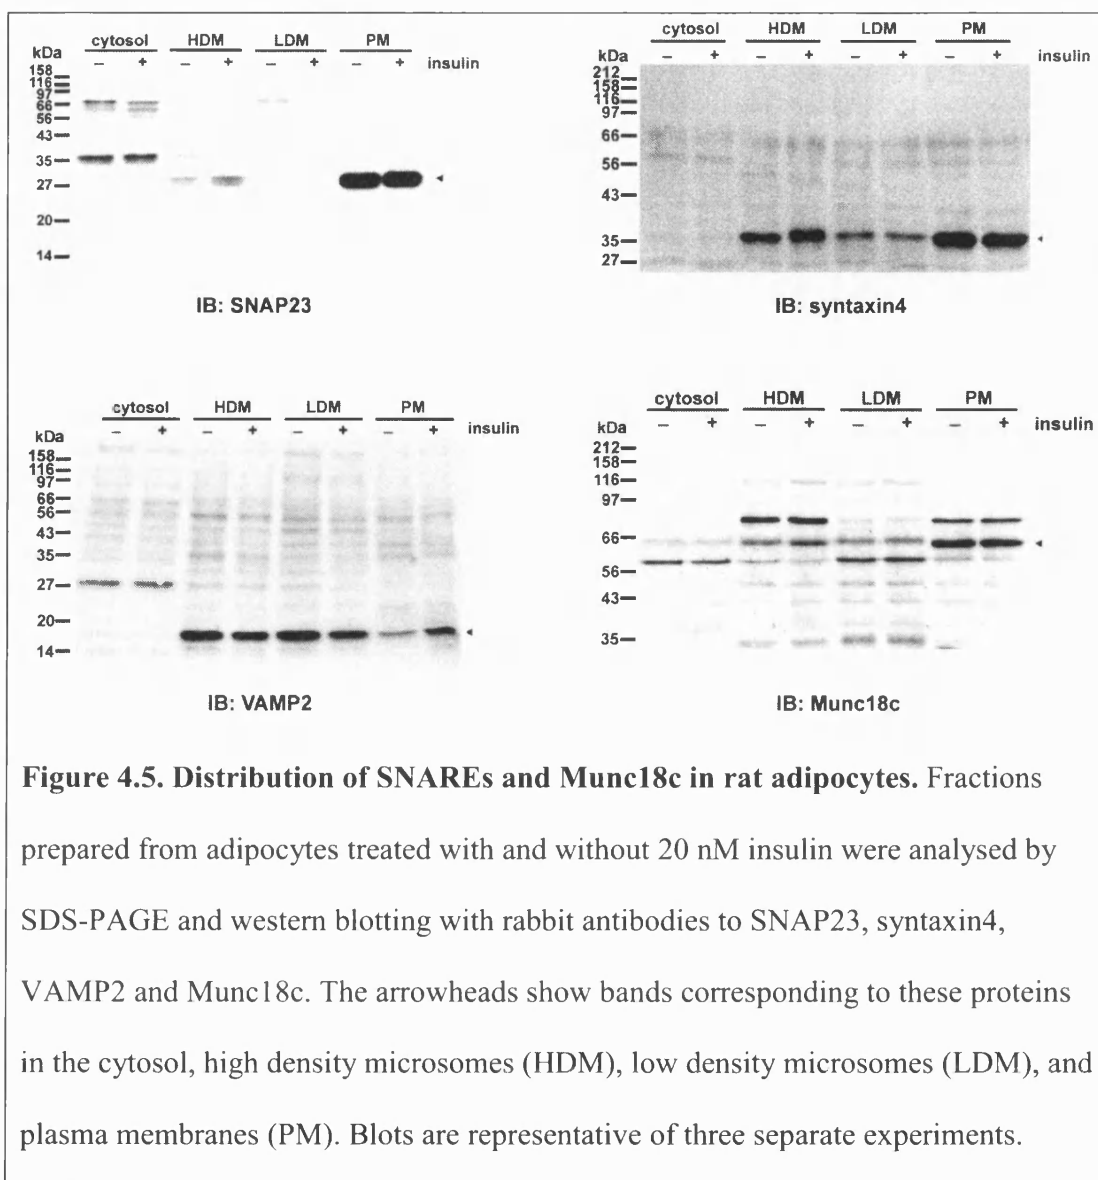 cytosol HDM LDM PM
kDa
− + − + − + − + insulin
158
116
97
66
56
43
35
27
20
14
IB: SNAP23
cytosol HDM LDM PM
kDa
− + − + − + − + insulin
212
158
116
97
66
56
43
35
27
IB: syntaxin4
cytosol HDM LDM PM
kDa
− + − + − + − + insulin
158
116
97
66
56
43
35
27
20
14
IB: VAMP2
cytosol HDM LDM PM
− + − + − + − + insulin
kDa
212
158
116
97
66
56
43
35
IB: Munc18c
Figure 4.5. Distribution of SNAREs and Munc18c in rat adipocytes. Fractions
prepared from adipocytes treated with and without 20 nM insulin were analysed by
SDS-PAGE and western blotting with rabbit antibodies to SNAP23, syntaxin4,
VAMP2 and Munc18c. The arrowheads show bands corresponding to these proteins
in the cytosol, high density microsomes (HDM), low density microsomes (LDM), and
plasma membranes (PM). Blots are representative of three separate experiments.